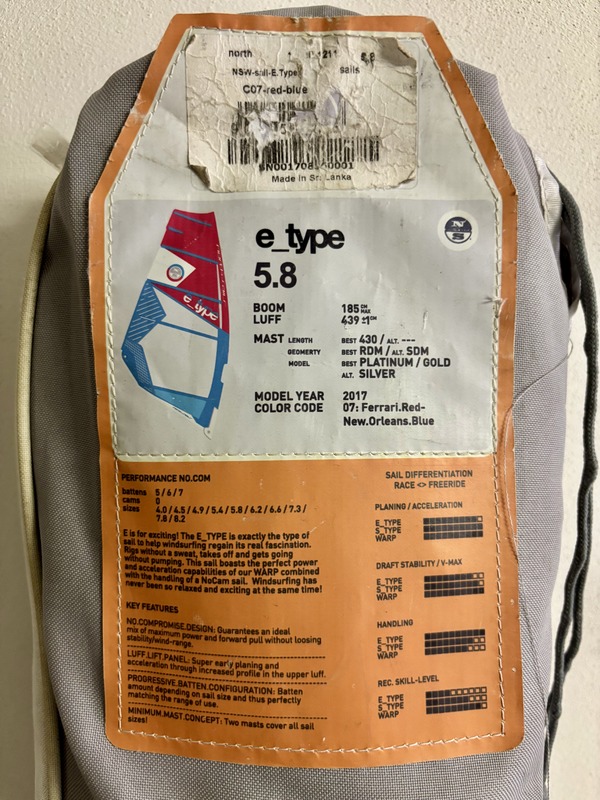 north 5.8
NSW-sail-E.Type sails
C07-red-blue
Made in Sri Lanka
e_type
5.8
N
S
e_type
BOOM 185 CM MAX
LUFF 439 ±1CM
MAST LENGTH BEST 430 / ALT. ---
GEOMERTY BEST RDM / ALT. SDM
MODEL BEST PLATINUM / GOLD
ALT. SILVER
MODEL YEAR 2017
COLOR CODE 07: Ferrari.Red-
New.Orleans.Blue
PERFORMANCE NO.COM
battens 5 / 6 / 7
cams 0
sizes 4.0 / 4.5 / 4.9 / 5.4 / 5.8 / 6.2 / 6.6 / 7.3 /
7.8 / 8.2
E is for exciting! The E_TYPE is exactly the type of
sail to help windsurfing regain its real fascination.
Rigs without a sweat, takes off and gets going
without pumping. This sail boasts the perfect power
and acceleration capabilities of our WARP combined
with the handling of a NoCam sail. Windsurfing has
never been so relaxed and exciting at the same time!
KEY FEATURES
NO.COMPROMISE.DESIGN: Guarantees an ideal
mix of maximum power and forward pull without loosing
stability/wind-range.
LUFF.LIFT.PANEL: Super early planing and
acceleration through increased profile in the upper luff.
PROGRESSIVE.BATTEN.CONFIGURATION: Batten
amount depending on sail size and thus perfectly
matching the range of use.
MINIMUM.MAST.CONCEPT: Two masts cover all sail
sizes!
SAIL DIFFERENTIATION
RACE <> FREERIDE
PLANING / ACCELERATION
E_TYPE
S_TYPE
WARP
DRAFT STABILITY / V-MAX
E_TYPE
S_TYPE
WARP
HANDLING
E_TYPE
S_TYPE
WARP
REC. SKILL-LEVEL
E_TYPE
S_TYPE
WARP